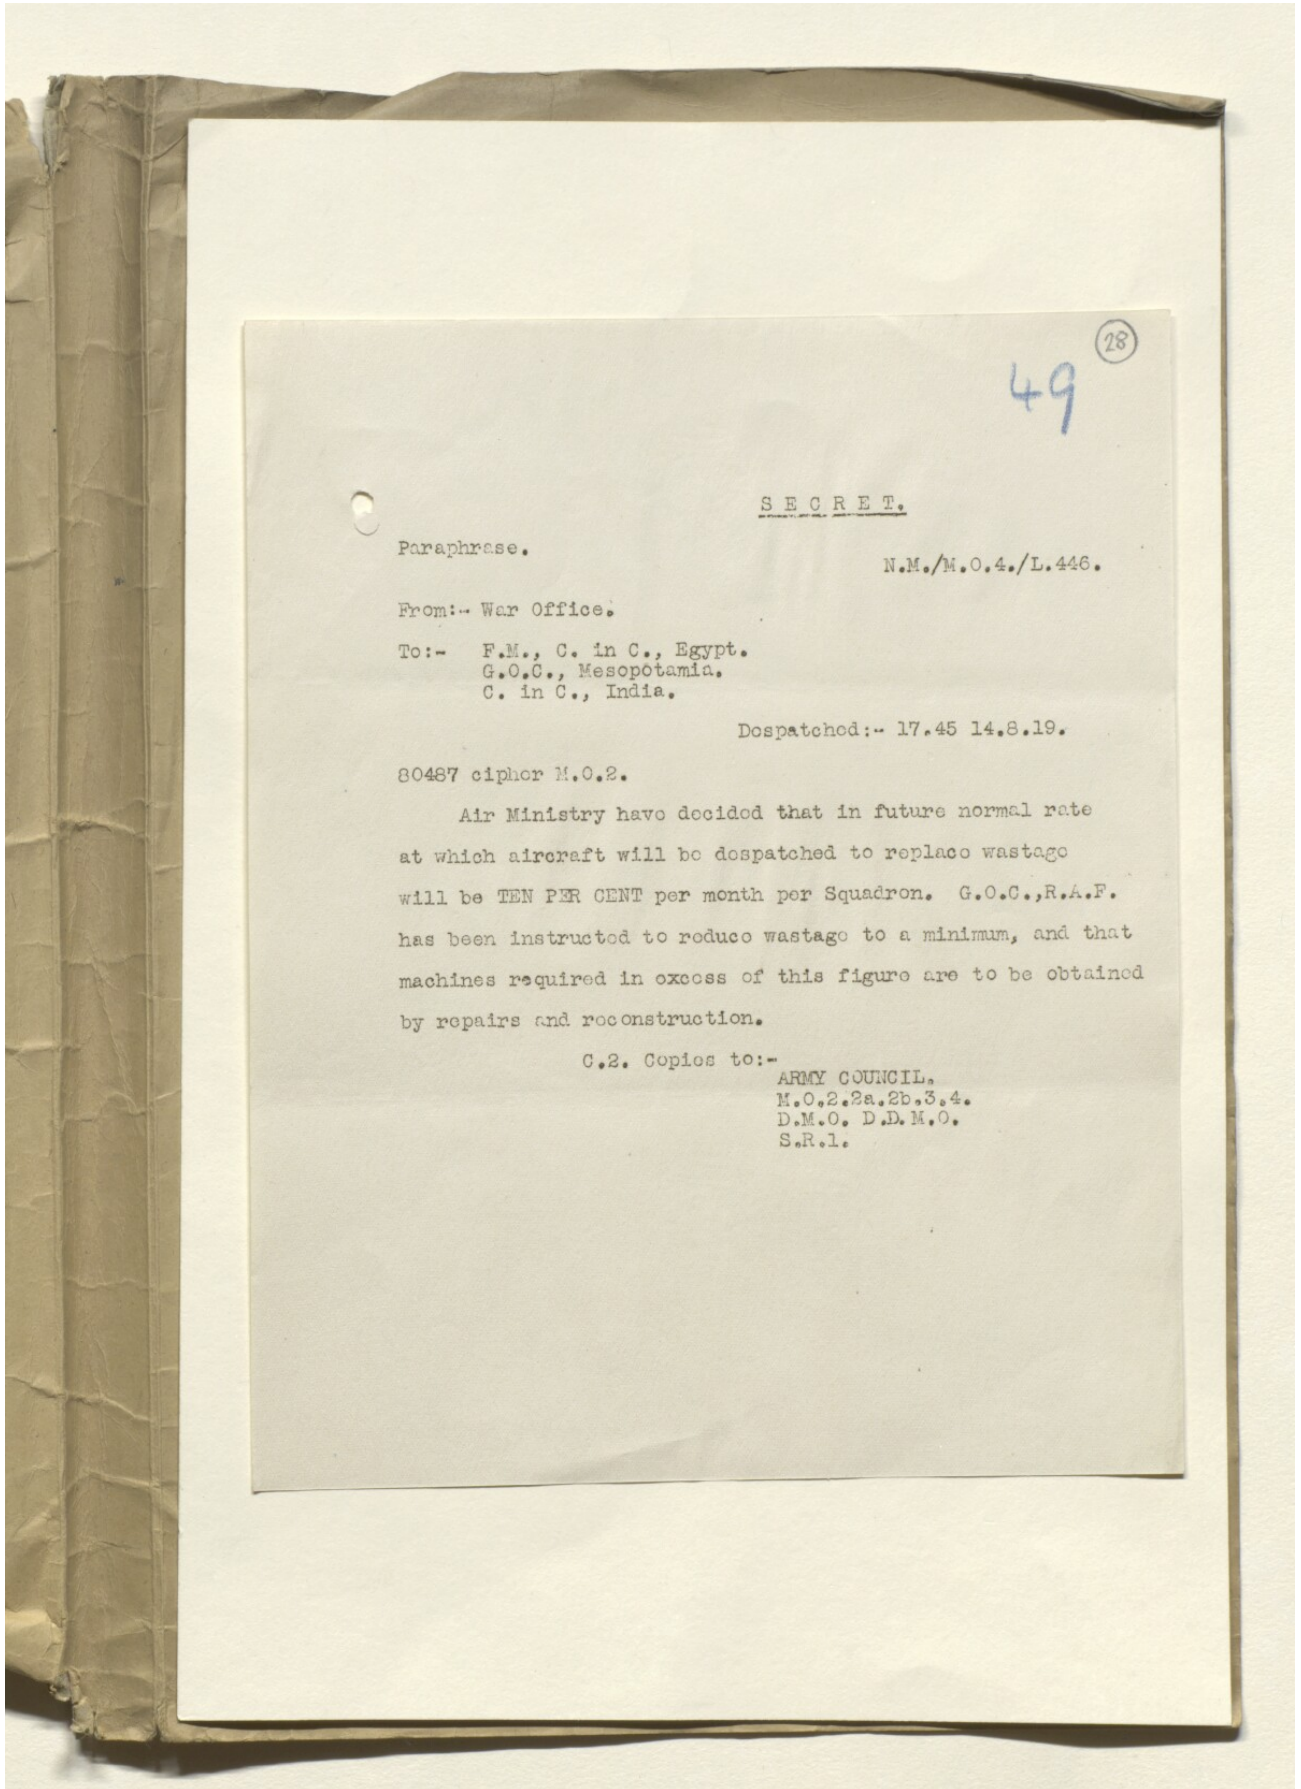 28
49
SECRET.
Paraphrase.
N.M./M.O.4./L.446.
From:- War Office.
To:- F.M., C. in C., Egypt.
G.O.C., Mesopotamia.
C. in C., India.
Despatched:- 17.45 14.8.19.
80487 cipher M.O.2.
Air Ministry have decided that in future normal rate
at which aircraft will be despatched to replace wastage
will be TEN PER CENT per month per Squadron. G.O.C.,R.A.F.
has been instructed to reduce wastage to a minimum, and that
machines required in excess of this figure are to be obtained
by repairs and reconstruction.
C.2. Copies to:-
ARMY COUNCIL.
M.O.2.2a.2b.3.4.
D.M.O. D.D.M.O.
S.R.1.